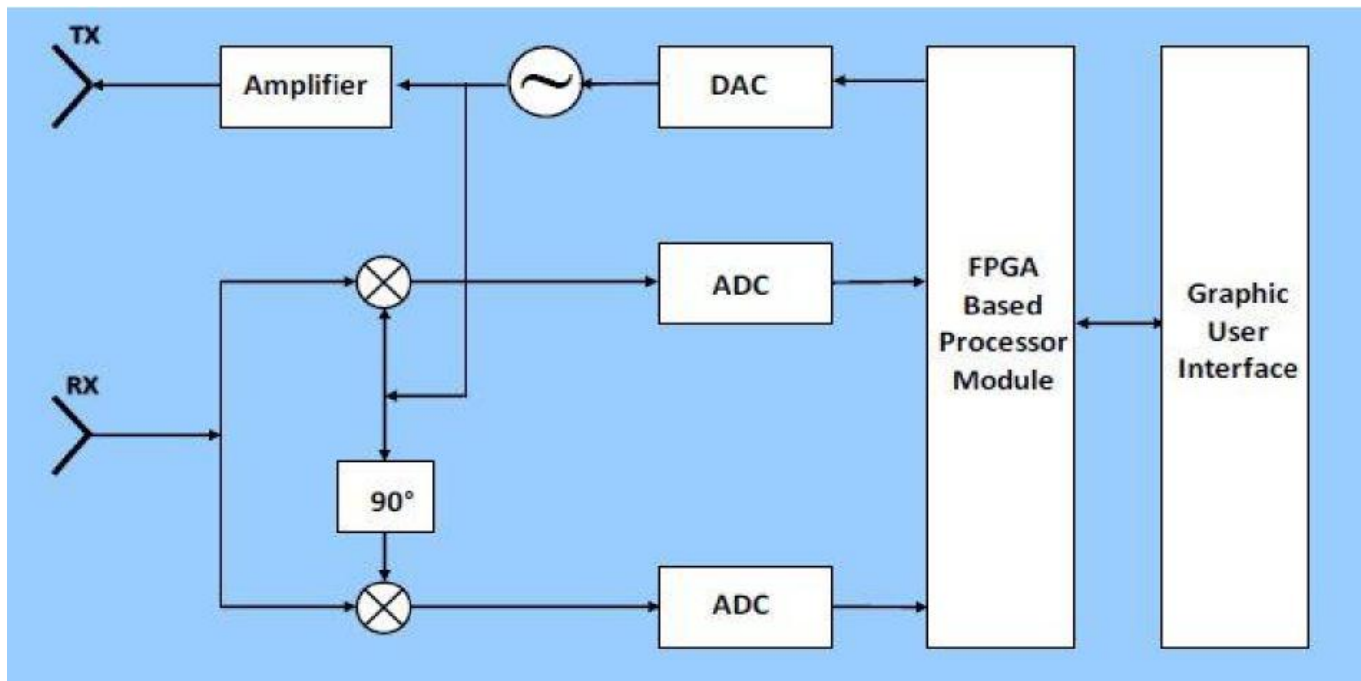 TX
Amplifier
DAC
ADC
FPGA
Based
Processor
Module
Graphic
User
Interface
RX
90°
ADC